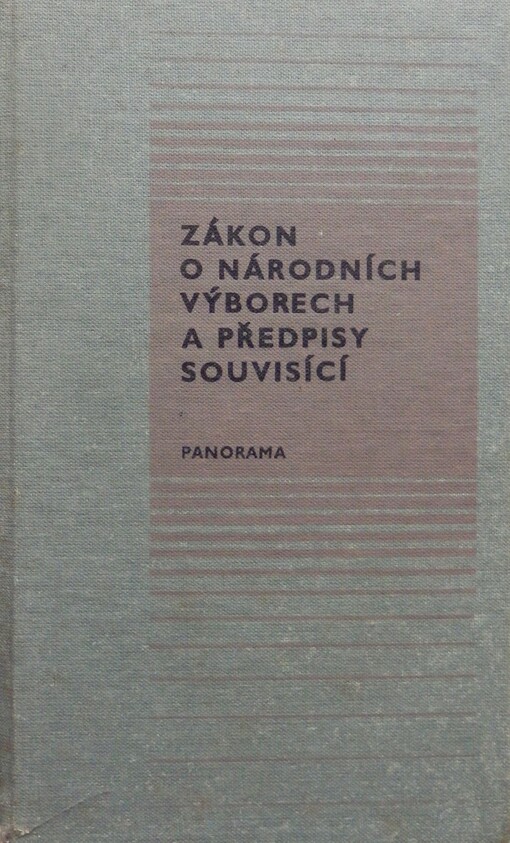 ZÁKON
O NÁRODNÍCH
VÝBORECH
A PŘEDPISY
SOUVISÍCÍ
PANORAMA